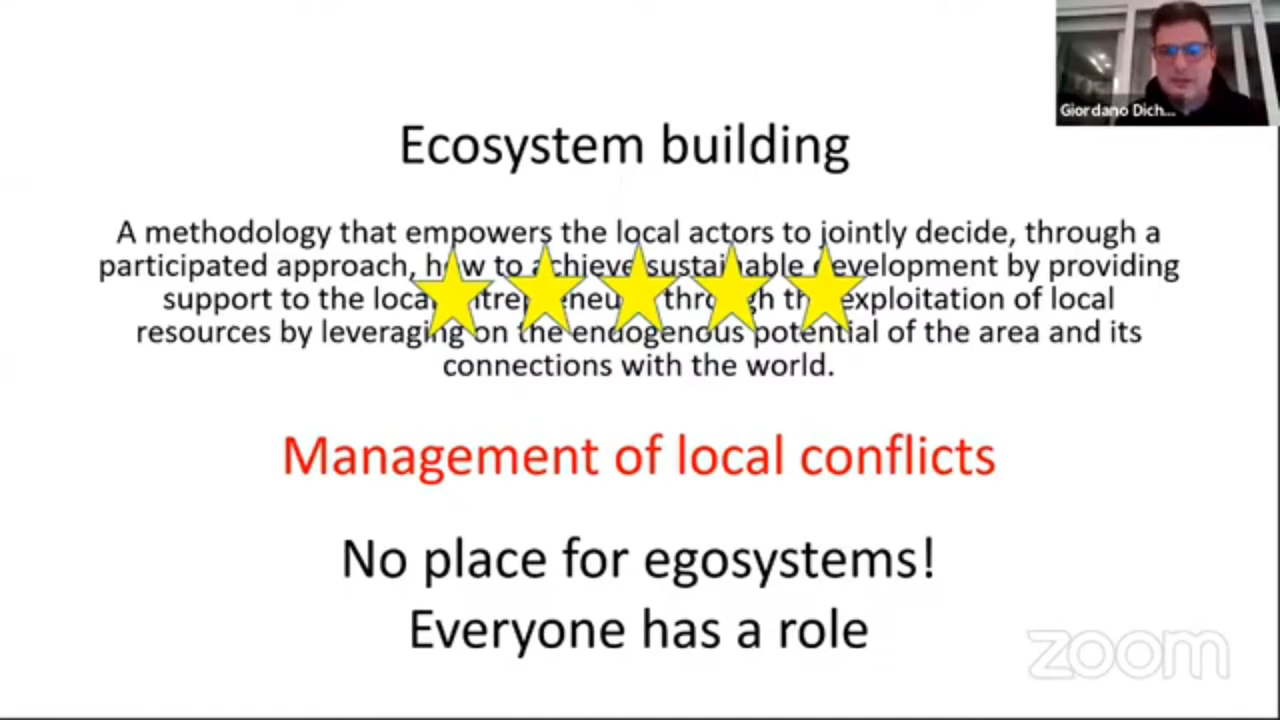 Giordano Dich...
Ecosystem building
A methodology that empowers the local actors to jointly decide, through a
participated approach, how to achieve sustainable development by providing
support to the local through the exploitation of local
resources by leveraging on the endogenous potential of the area and its
connections with the world.
Management of local conflicts
No place for egosystems!
Everyone has a role
zoom